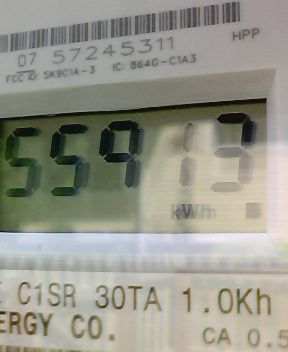 07 57245311
HPP
FCC ID: SK9C1A-3 IC: 864G-C1A3
55913
kWh
C1SR 30TA 1.0Kh
ERGY CO.
CA 0.5